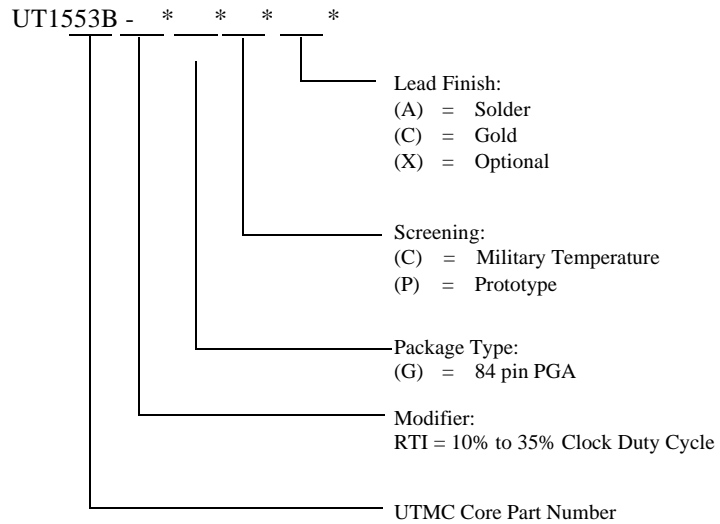 UT1553B - * * * *
Lead Finish:
(A) = Solder
(C) = Gold
(X) = Optional
Screening:
(C) = Military Temperature
(P) = Prototype
Package Type:
(G) = 84 pin PGA
Modifier:
RTI = 10% to 35% Clock Duty Cycle
UTMC Core Part Number